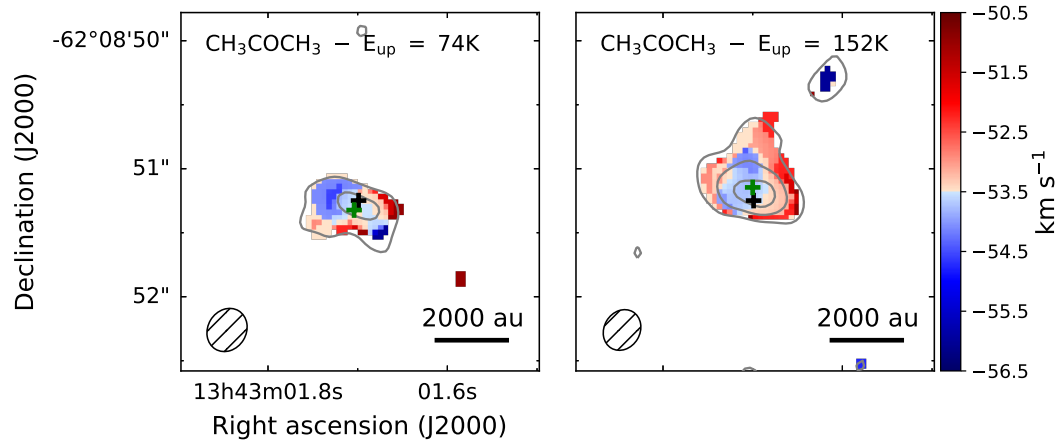 CH₃COCH₃ − E_up = 74K
CH₃COCH₃ − E_up = 152K
-62°08'50"
51"
52"
Declination (J2000)
2000 au
2000 au
13h43m01.8s
01.6s
Right ascension (J2000)
−50.5
−51.5
−52.5
−53.5
−54.5
−55.5
−56.5
km s⁻¹